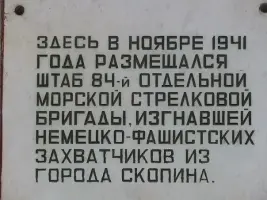 ЗДЕСЬ В НОЯБРЕ 1941
ГОДА РАЗМЕЩАЛСЯ
ШТАБ 84-й ОТДЕЛЬНОЙ
МОРСКОЙ СТРЕЛКОВОЙ
БРИГАДЫ, ИЗГНАВШЕЙ
НЕМЕЦКО-ФАШИСТСКИХ
ЗАХВАТЧИКОВ ИЗ
ГОРОДА СКОПИНА.